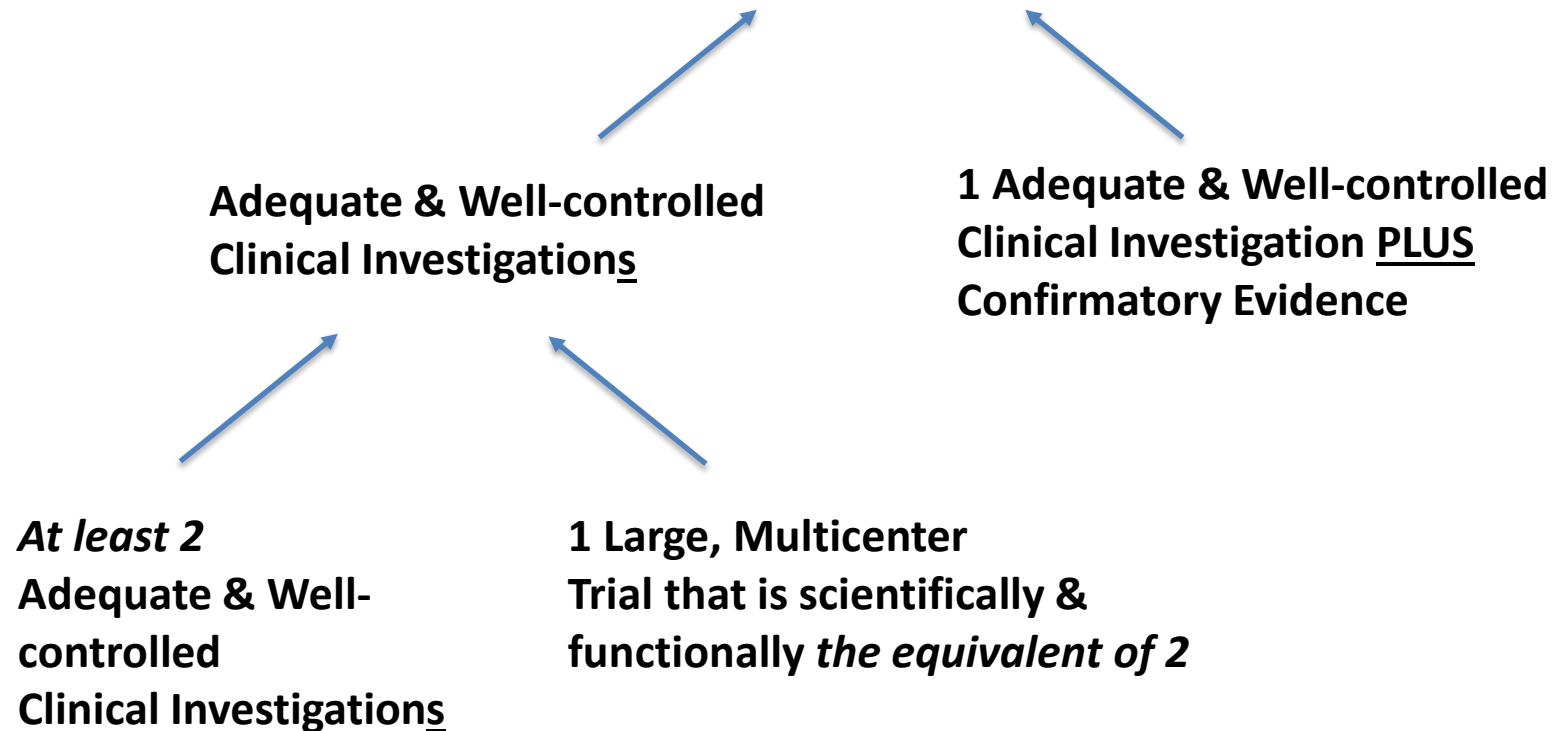 Adequate & Well-controlled
Clinical Investigations
1 Adequate & Well-controlled
Clinical Investigation PLUS
Confirmatory Evidence
At least 2
Adequate & Well-
controlled
Clinical Investigations
1 Large, Multicenter
Trial that is scientifically &
functionally the equivalent of 2